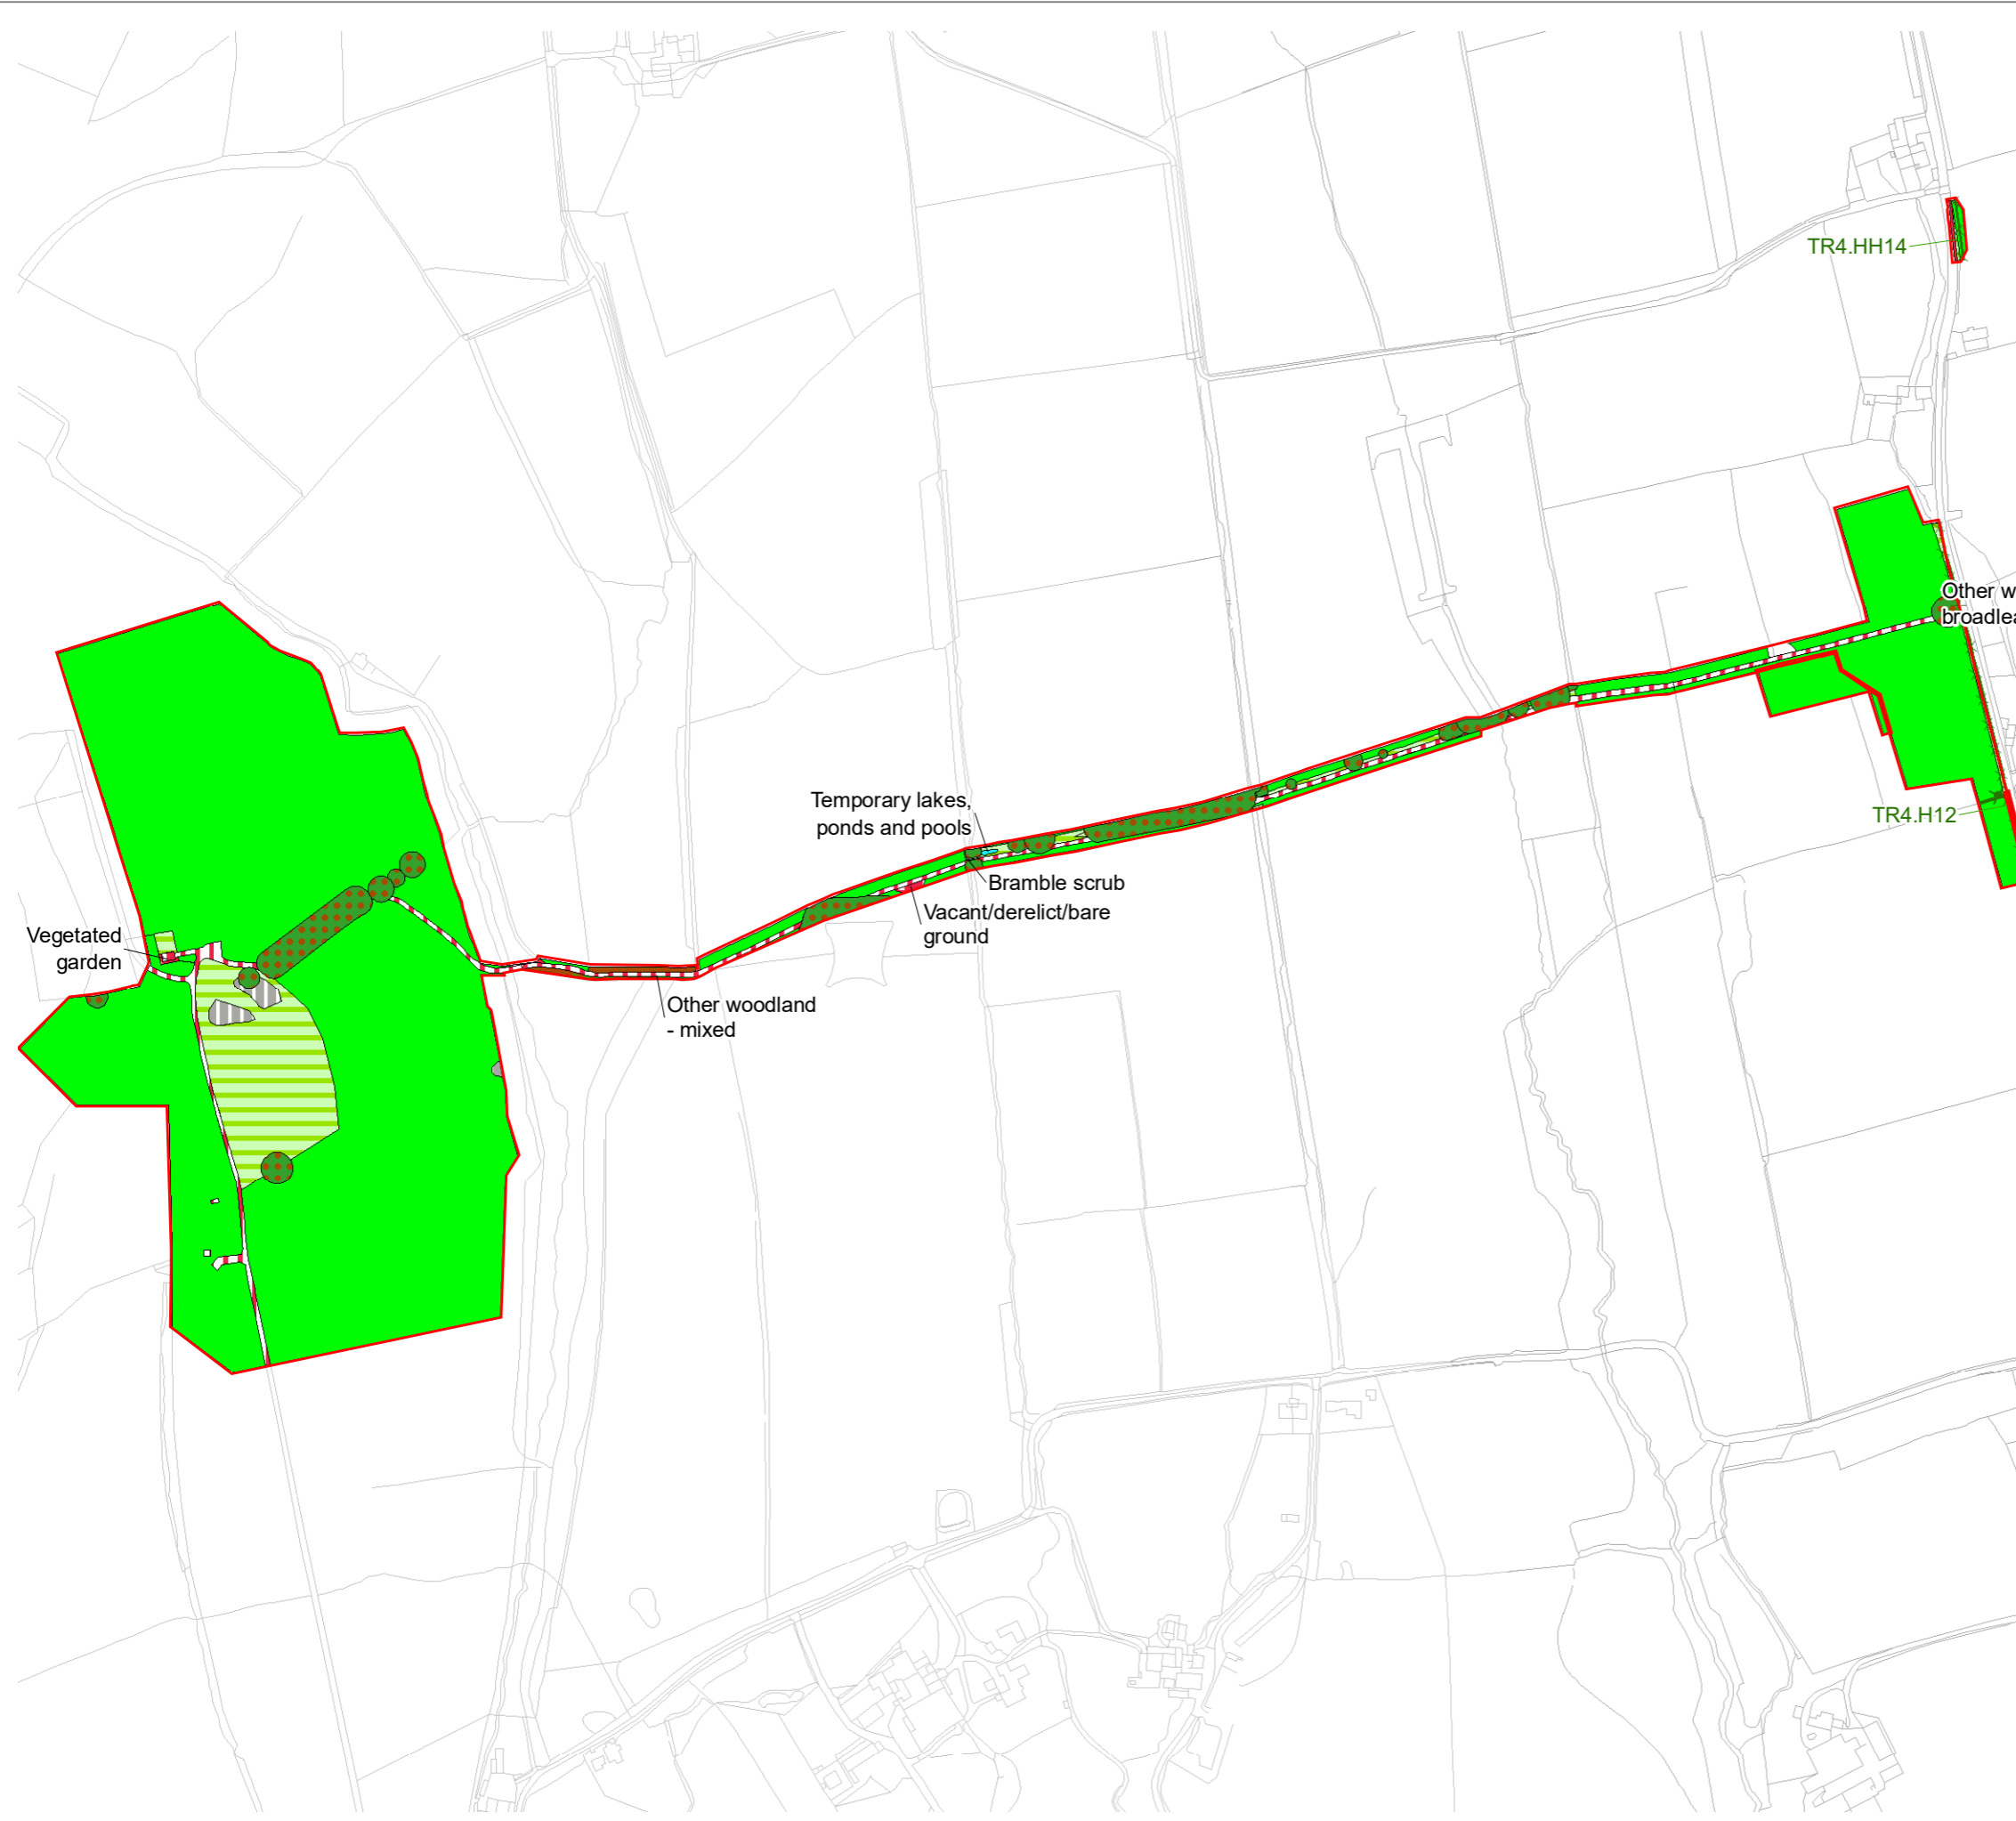 TR4.HH14
Other w
broadlea
Temporary lakes,
ponds and pools
TR4.H12
Bramble scrub
Vacant/derelict/bare
ground
Vegetated
garden
Other woodland
- mixed